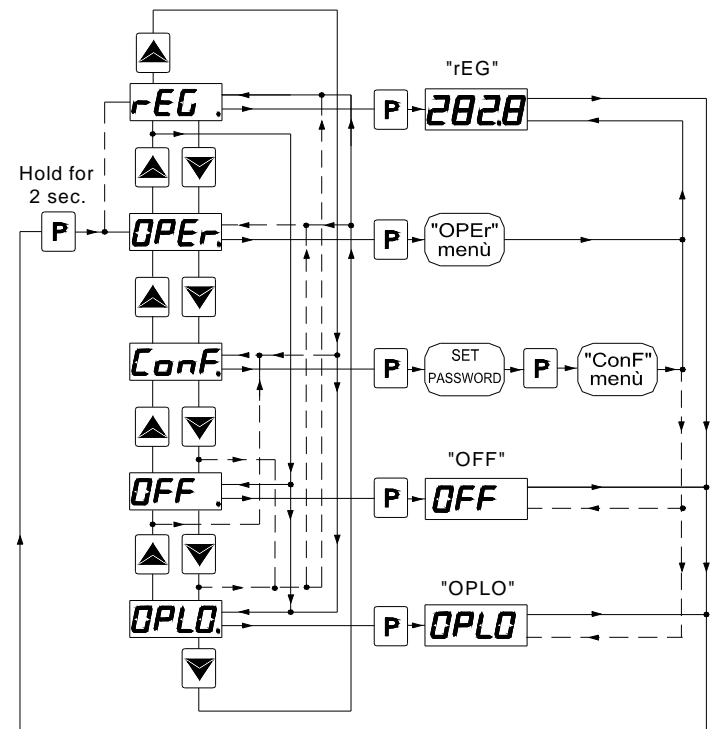 "rEG"
rEG .
P
282.8
Hold for
2 sec.
P
OPEr.
P
"OPEr"
menù
ConF.
P
SET
PASSWORD
P
"ConF"
menù
"OFF"
OFF .
P
OFF
"OPLO"
OPLO.
P
OPLO